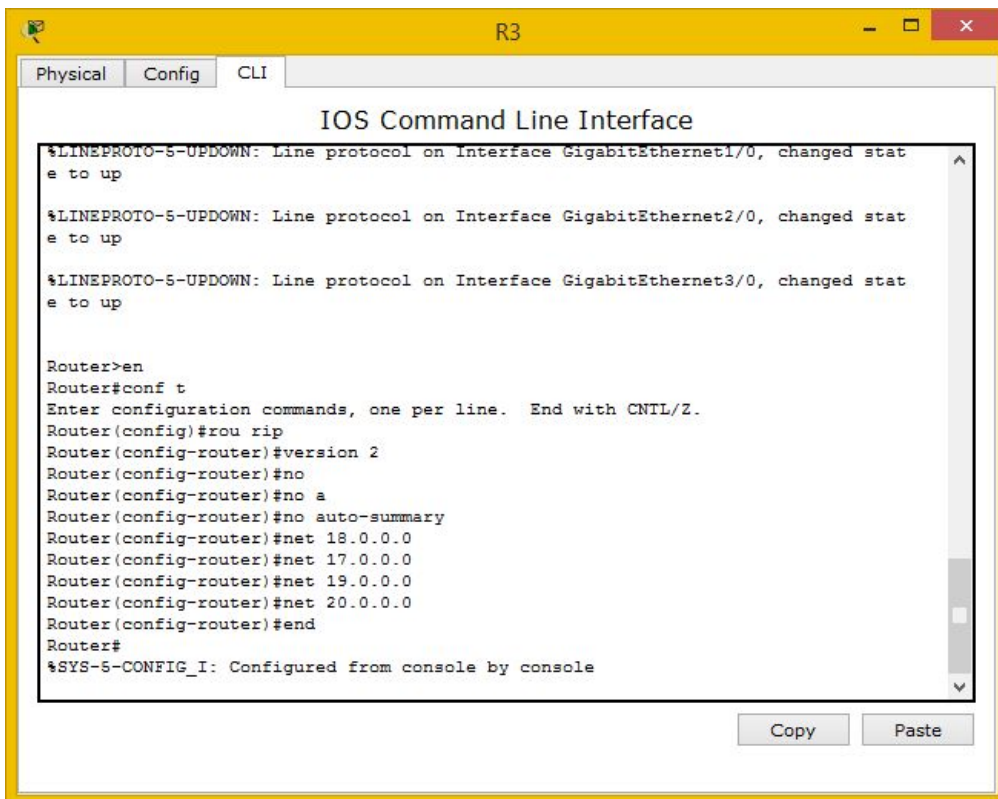 R3
Physical Config CLI
IOS Command Line Interface
%LINEPROTO-5-UPDOWN: Line protocol on Interface GigabitEthernet1/0, changed stat
e to up
%LINEPROTO-5-UPDOWN: Line protocol on Interface GigabitEthernet2/0, changed stat
e to up
%LINEPROTO-5-UPDOWN: Line protocol on Interface GigabitEthernet3/0, changed stat
e to up
Router>en
Router#conf t
Enter configuration commands, one per line.  End with CNTL/Z.
Router(config)#rou rip
Router(config-router)#version 2
Router(config-router)#no
Router(config-router)#no a
Router(config-router)#no auto-summary
Router(config-router)#net 18.0.0.0
Router(config-router)#net 17.0.0.0
Router(config-router)#net 19.0.0.0
Router(config-router)#net 20.0.0.0
Router(config-router)#end
Router#
%SYS-5-CONFIG_I: Configured from console by console
Copy Paste